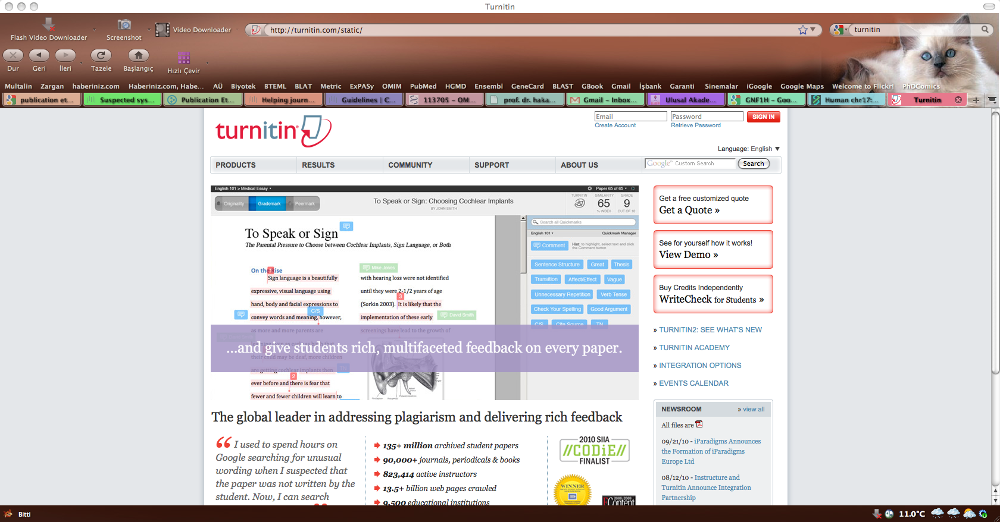 Turnitin
Flash Video Downloader
Screenshot
Video Downloader
http://turnitin.com/static/
turnitin
Dur
Geri
İleri
Tazele
Başlangıç
Hızlı Çevir
Multalin Zargan haberiniz.com Haberiniz.com, Habe... AÜ Biyotek BTEML BLAT Metric ExPASy OMIM PubMed HGMD Ensembl GeneCard BLAST GBook Gmail İşbank Garanti Sinemalar iGoogle Google Maps Welcome to Flickr! PhDComics
publication et... Suspected sys... Publication Et... Helping journ... Guidelines | C... 113705 - OM... prof. dr. haka... Gmail - Inbox... Ulusal Akade... GNF1H - Goo... Human chr17:... Turnitin
turnitin
Email Password SIGN IN
Create Account Retrieve Password
Language: English ▼
PRODUCTS RESULTS COMMUNITY SUPPORT ABOUT US Google™ Custom Search Search
English 101 > Medical Essay
Paper 65 of 65
Originality Grademark Peermark
To Speak or Sign: Choosing Cochlear Implants
BY JOHN SMITH
TURNITIN SIMILARITY GRADE
65 9
% INDEX OUT OF 10
To Speak or Sign
The Parental Pressure to Choose between Cochlear Implants, Sign Language, or Both
On the Rise
Sign language is a beautifully
expressive, visual language using
hand, body and facial expressions to
C/S
convey words and meaning, however,
as more and more parents are
their child may be deaf, more children
are getting cochlear implants then
2
ever before and there is fear that
fewer and fewer children will learn to
Mike Jones
with hearing loss were not identified
until they were 2-1/2 years of age
3
(Sorkin 2003). It is likely that the
implementation of these early
David Smith
screenings have lead to the growth of
Search all Quickmarks
English 101 Quickmark Manager
Comment
Hint: to highlight, select text and click
the Comment button
Sentence Structure Great Thesis
Transition Affect/Effect Vague
Unnecessary Repetition Verb Tense
Check Your Spelling Good Argument
C/S Cite Source TN
...and give students rich, multifaceted feedback on every paper.
Get a free customized quote
Get a Quote »
See for yourself how it works!
View Demo »
Buy Credits Independently
WriteCheck for Students »
» TURNITIN2: SEE WHAT'S NEW
» TURNITIN ACADEMY
» INTEGRATION OPTIONS
» EVENTS CALENDAR
NEWSROOM » view all
All files are
09/21/10 - iParadigms Announces
the Formation of iParadigms
Europe Ltd
08/12/10 - Instructure and
Turnitin Announce Integration
Partnership
The global leader in addressing plagiarism and delivering rich feedback
“ I used to spend hours on
Google searching for unusual
wording when I suspected that
the paper was not written by the
student. Now, I can search
135+ million archived student papers
90,000+ journals, periodicals & books
823,414 active instructors
13.5+ billion web pages crawled
9,500 educational institutions
2010 SIIA
//CODiE//
FINALIST
WINNER
EContent
Bitti
11.0°C